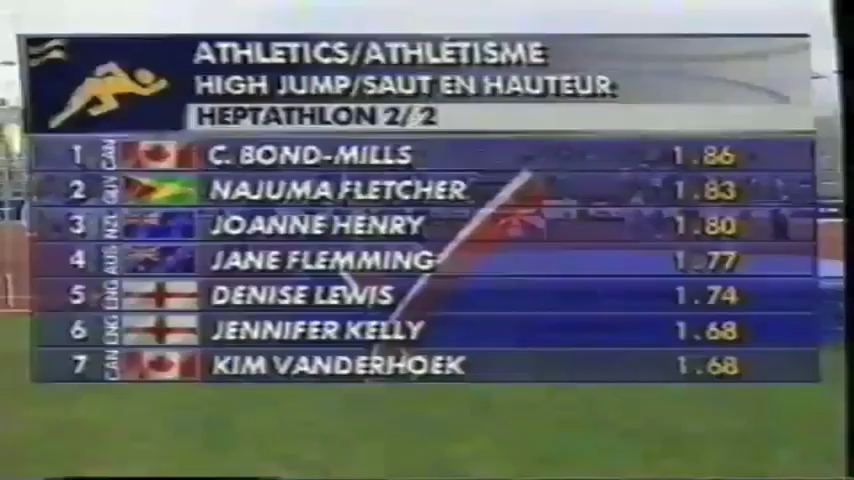 ATHLETICS/ATHLÉTISME
HIGH JUMP/SAUT EN HAUTEUR
HEPTATHLON 2/2
1 CAN C. BOND-MILLS 1.86
2 GUY NAJUMA FLETCHER 1.83
3 NZL JOANNE HENRY 1.80
4 AUS JANE FLEMMING 1.77
5 ENG DENISE LEWIS 1.74
6 ENG JENNIFER KELLY 1.68
7 CAN KIM VANDERHOEK 1.68